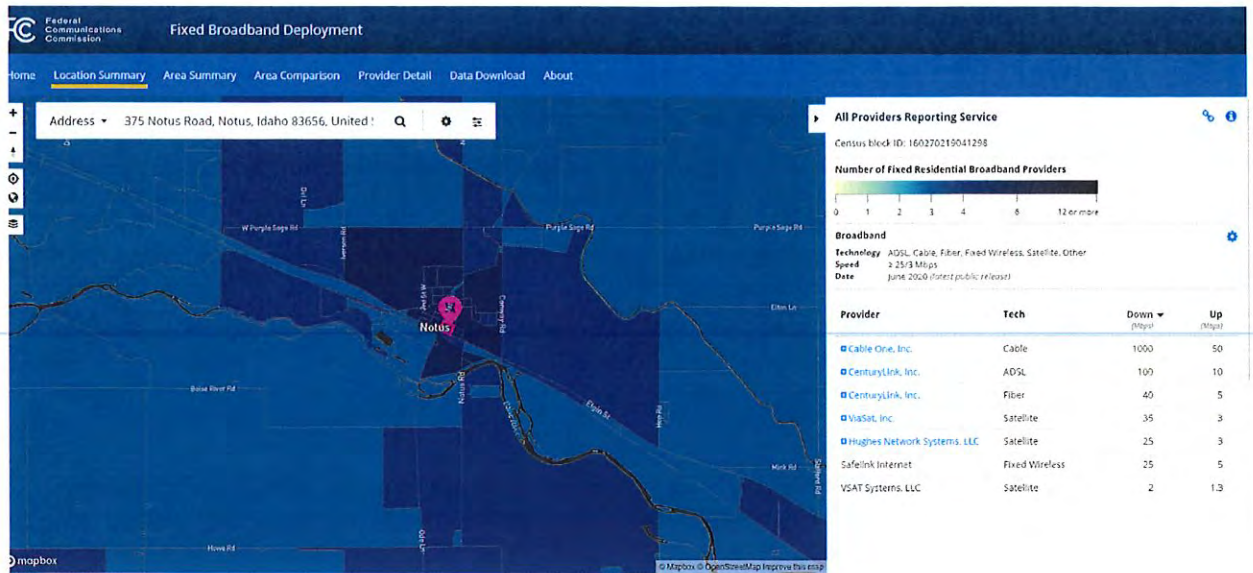 FCC
Federal
Communications
Commission
Fixed Broadband Deployment
Home Location Summary Area Summary Area Comparison Provider Detail Data Download About
Address 375 Notus Road, Notus, Idaho 83656, United
All Providers Reporting Service
Census block ID: 160270219041298
Number of Fixed Residential Broadband Providers
0 1 2 3 4 6 12 or more
Broadband
Technology ADSL, Cable, Fiber, Fixed Wireless, Satellite, Other
Speed ≥ 25/3 Mbps
Date June 2020 (latest public release)
Provider Tech Down Up
(Mbps) (Mbps)
Cable One, Inc. Cable 1000 50
CenturyLink, Inc. ADSL 100 10
CenturyLink, Inc. Fiber 40 5
ViaSat, Inc. Satellite 35 3
Hughes Network Systems, LLC Satellite 25 3
Safelink Internet Fixed Wireless 25 5
VSAT Systems, LLC Satellite 2 1.3
W Purple Sage Rd
Purple Sage Rd
Purple Sage Rd
Conway Rd
Elm Ln
Notus
Notus Rd
Boise River Rd
Elgin St
Mink Rd
Howe Rd
mapbox
© Mapbox © OpenStreetMap Improve this map